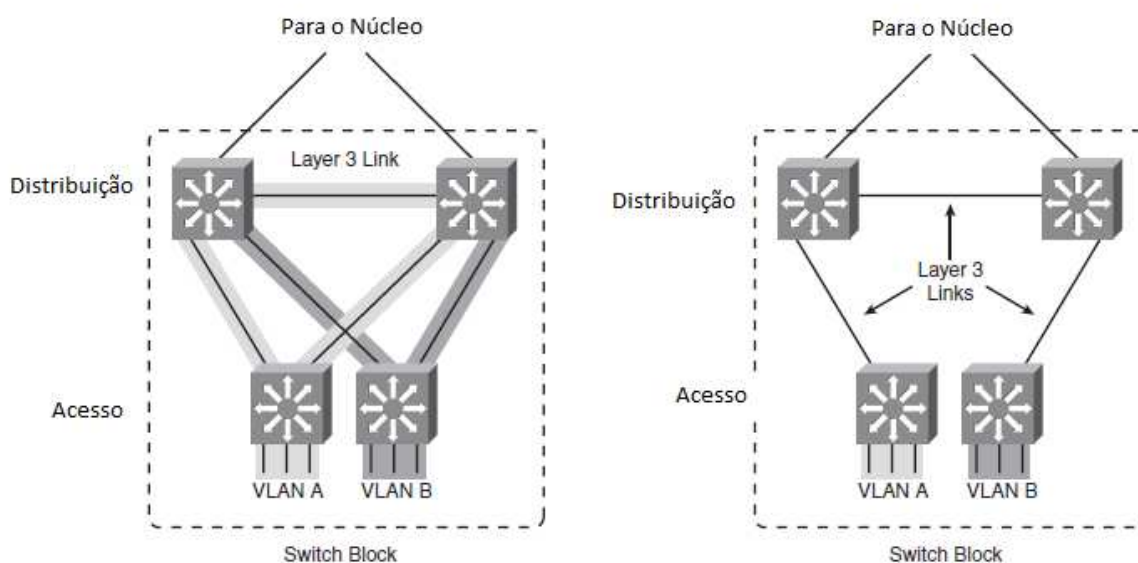 Para o Núcleo
Layer 3 Link
Distribuição
Acesso
VLAN A
VLAN B
Switch Block
Para o Núcleo
Distribuição
Layer 3
Links
Acesso
VLAN A
VLAN B
Switch Block